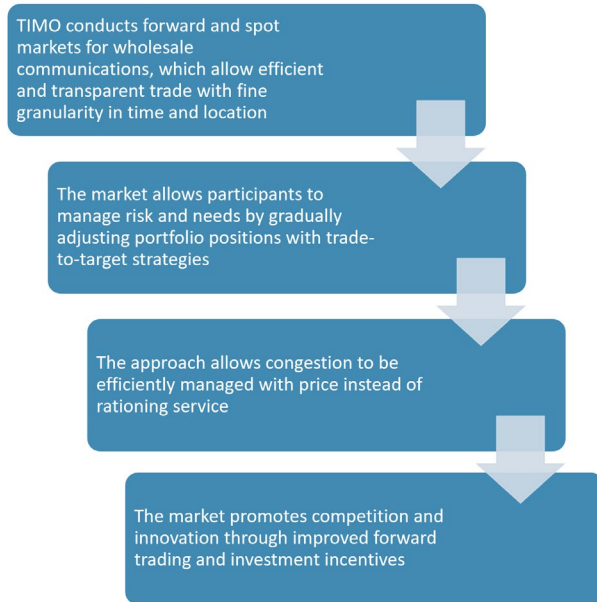 TIMO conducts forward and spot
markets for wholesale
communications, which allow efficient
and transparent trade with fine
granularity in time and location
The market allows participants to
manage risk and needs by gradually
adjusting portfolio positions with trade-
to-target strategies
The approach allows congestion to be
efficiently managed with price instead of
rationing service
The market promotes competition and
innovation through improved forward
trading and investment incentives